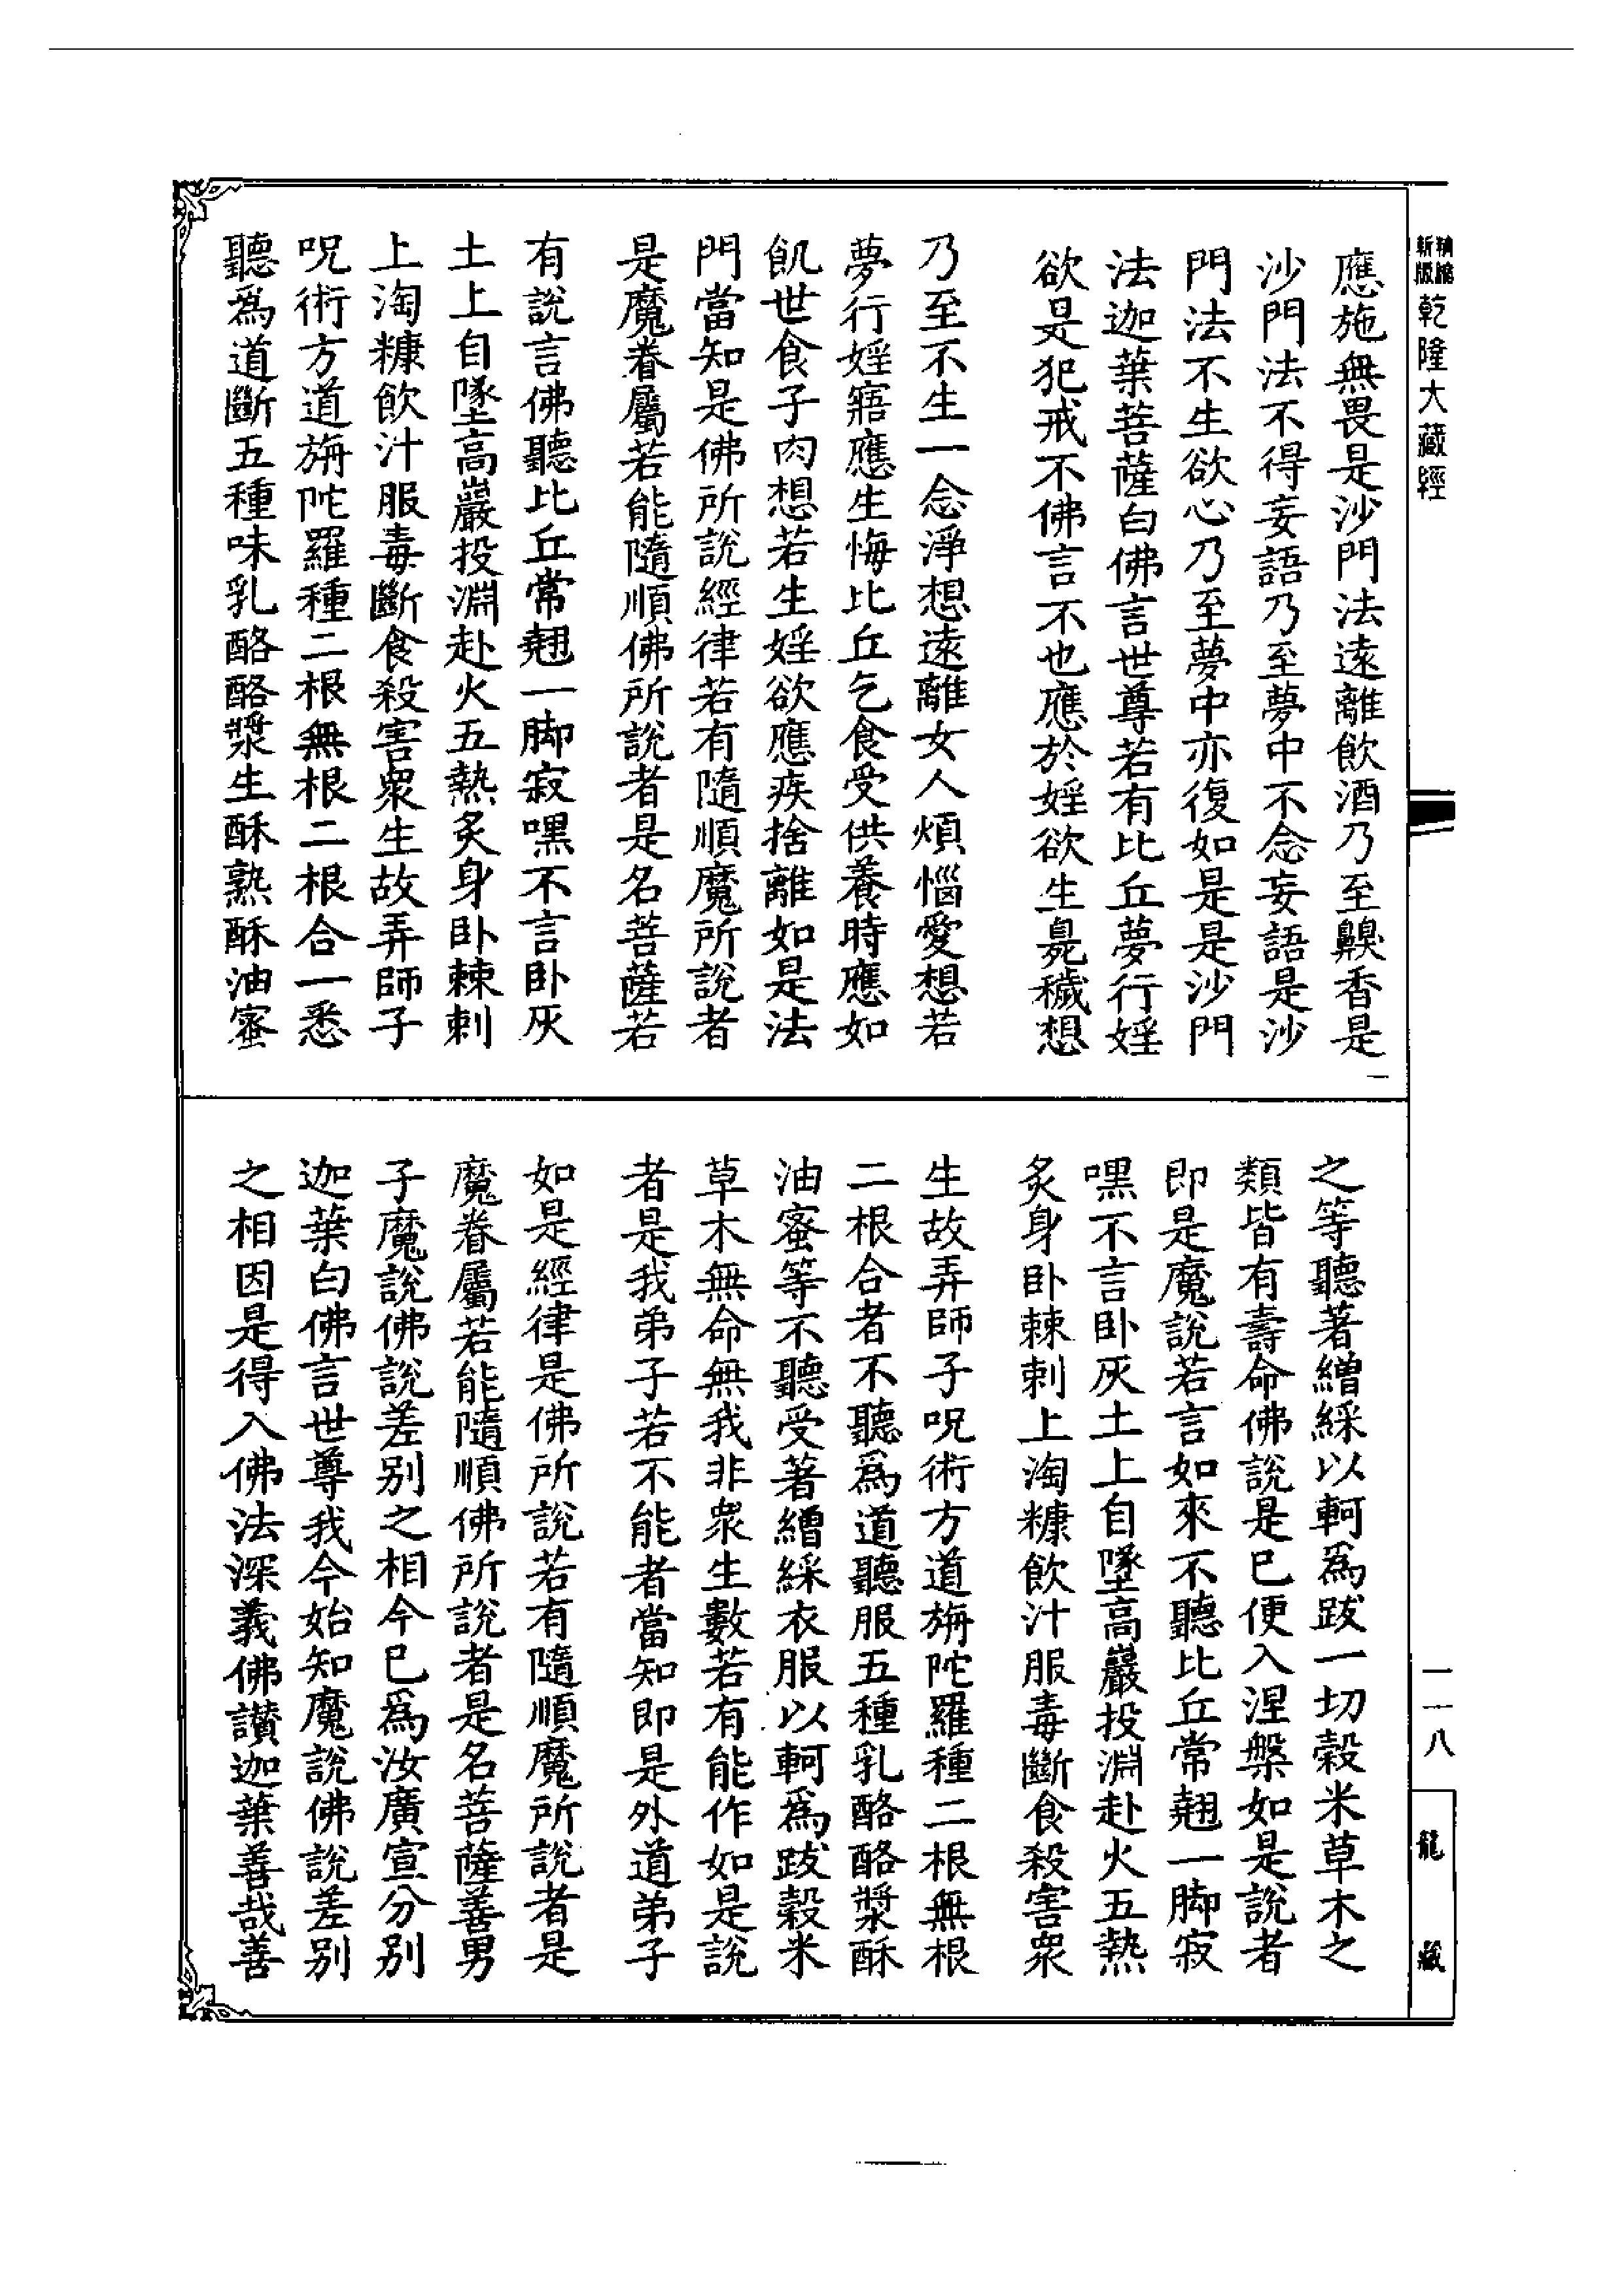 精縮
新版
乾隆大藏經
應施無畏是沙門法遠離飲酒乃至齅香是
沙門法不得妄語乃至夢中不念妄語是沙
門法不生欲心乃至夢中亦復如是是沙門
法迦葉菩薩白佛言世尊若有比丘夢行婬
欲是犯戒不佛言不也應於婬欲生臭穢想
乃至不生一念淨想遠離女人煩惱愛想若
夢行婬寤應生悔比丘乞食受供養時應如
飢世食子肉想若生婬欲應疾捨離如是法
門當知是佛所說經律若有隨順魔所說者
是魔眷屬若能隨順佛所說者是名菩薩若
有說言佛聽比丘常翹一脚寂嘿不言卧灰
土上自墜高巖投淵赴火五熱炙身卧棘刺
上淘糠飲汁服毒斷食殺害衆生故弄師子
呪術方道旃陀羅種二根無根二根合一悉
聽爲道斷五種味乳酪酪漿生酥熟酥油蜜
之等聽著繒綵以軻爲跋一切穀米草木之
類皆有壽命佛說是已便入涅槃如是說者
即是魔說若言如來不聽比丘常翹一脚寂
嘿不言卧灰土上自墜高巖投淵赴火五熱
炙身卧棘刺上淘糠飲汁服毒斷食殺害衆
生故弄師子呪術方道旃陀羅種二根無根
二根合者不聽爲道聽服五種乳酪酪漿酥
油蜜等不聽受著繒綵衣服以軻爲跋穀米
草木無命無我非衆生數若有能作如是說
者是我弟子若不能者當知即是外道弟子
如是經律是佛所說若有隨順魔所說者是
魔眷屬若能隨順佛所說者是名菩薩善男
子魔說佛說差別之相今已爲汝廣宣分別
迦葉白佛言世尊我今始知魔說佛說差別
之相因是得入佛法深義佛讃迦葉善哉善
一一八
龍藏